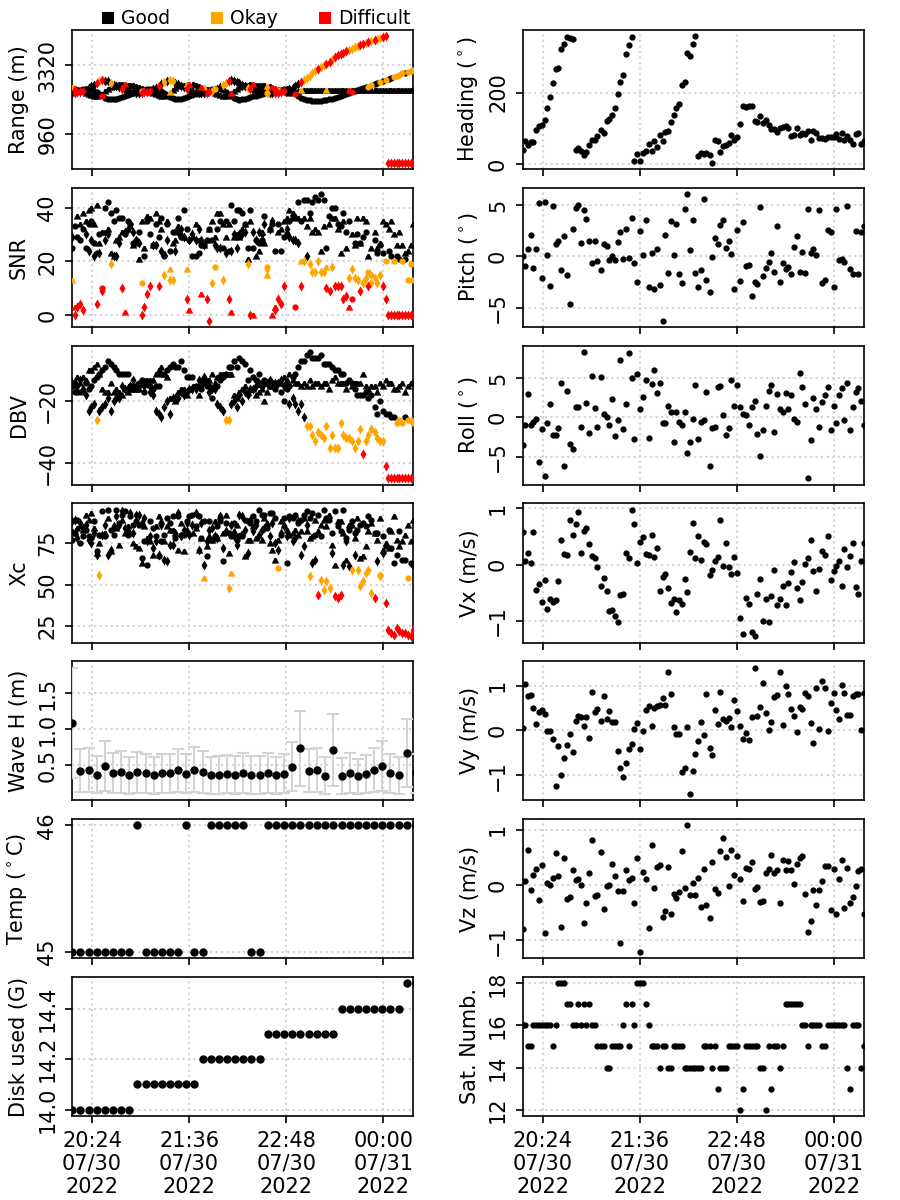 Good Okay Difficult
Range (m)
3320
960
Heading (°)
200
0
SNR
40
20
0
Pitch (°)
5
0
−5
DBV
−20
−40
Roll (°)
5
0
−5
Xc
75
50
25
Vx (m/s)
1
0
−1
Wave H (m)
1.5
1.0
0.5
Vy (m/s)
1
0
−1
Temp (°C)
46
45
Vz (m/s)
1
0
−1
Disk used (G)
14.4
14.2
14.0
Sat. Numb.
18
16
14
12
20:24 21:36 22:48 00:00
07/30 07/30 07/30 07/31
2022 2022 2022 2022
20:24 21:36 22:48 00:00
07/30 07/30 07/30 07/31
2022 2022 2022 2022